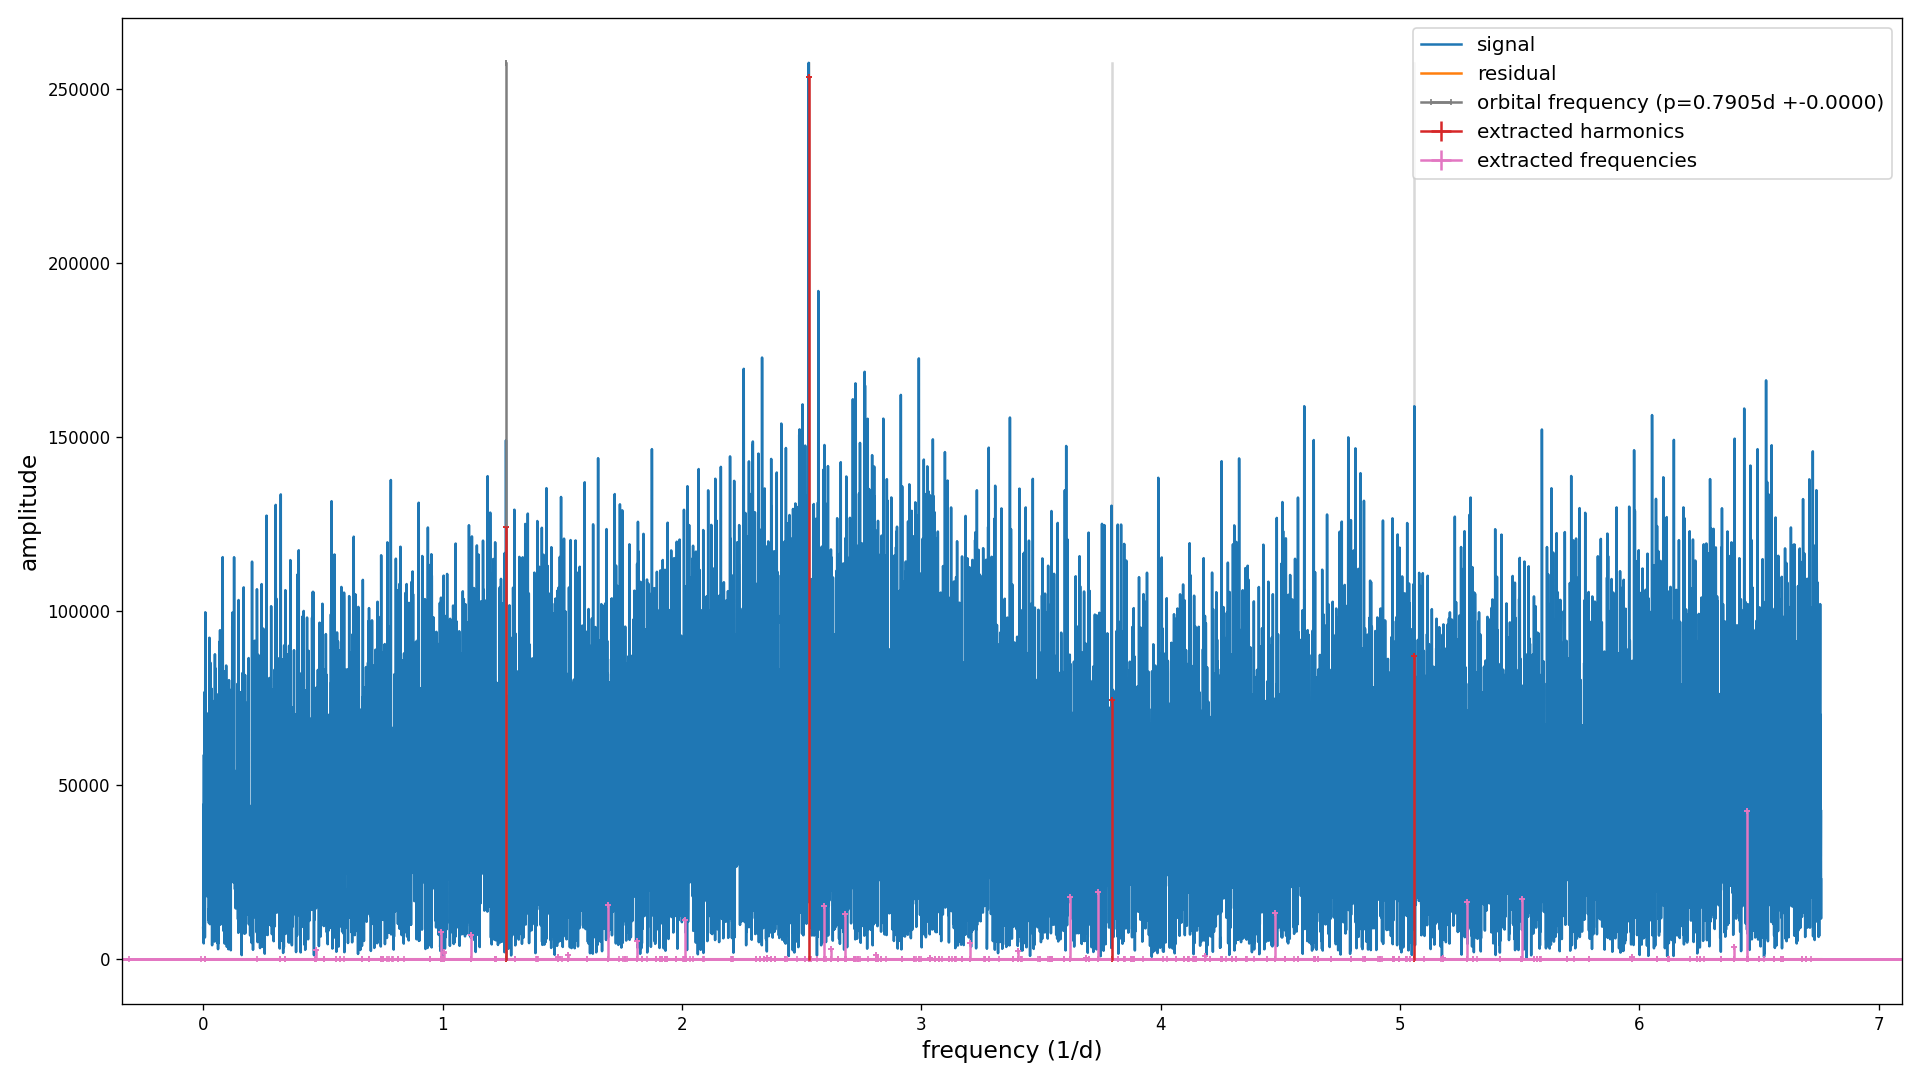 signal
residual
orbital frequency (p=0.7905d +-0.0000)
extracted harmonics
extracted frequencies
250000
200000
150000
100000
50000
0
amplitude
0 1 2 3 4 5 6 7
frequency (1/d)